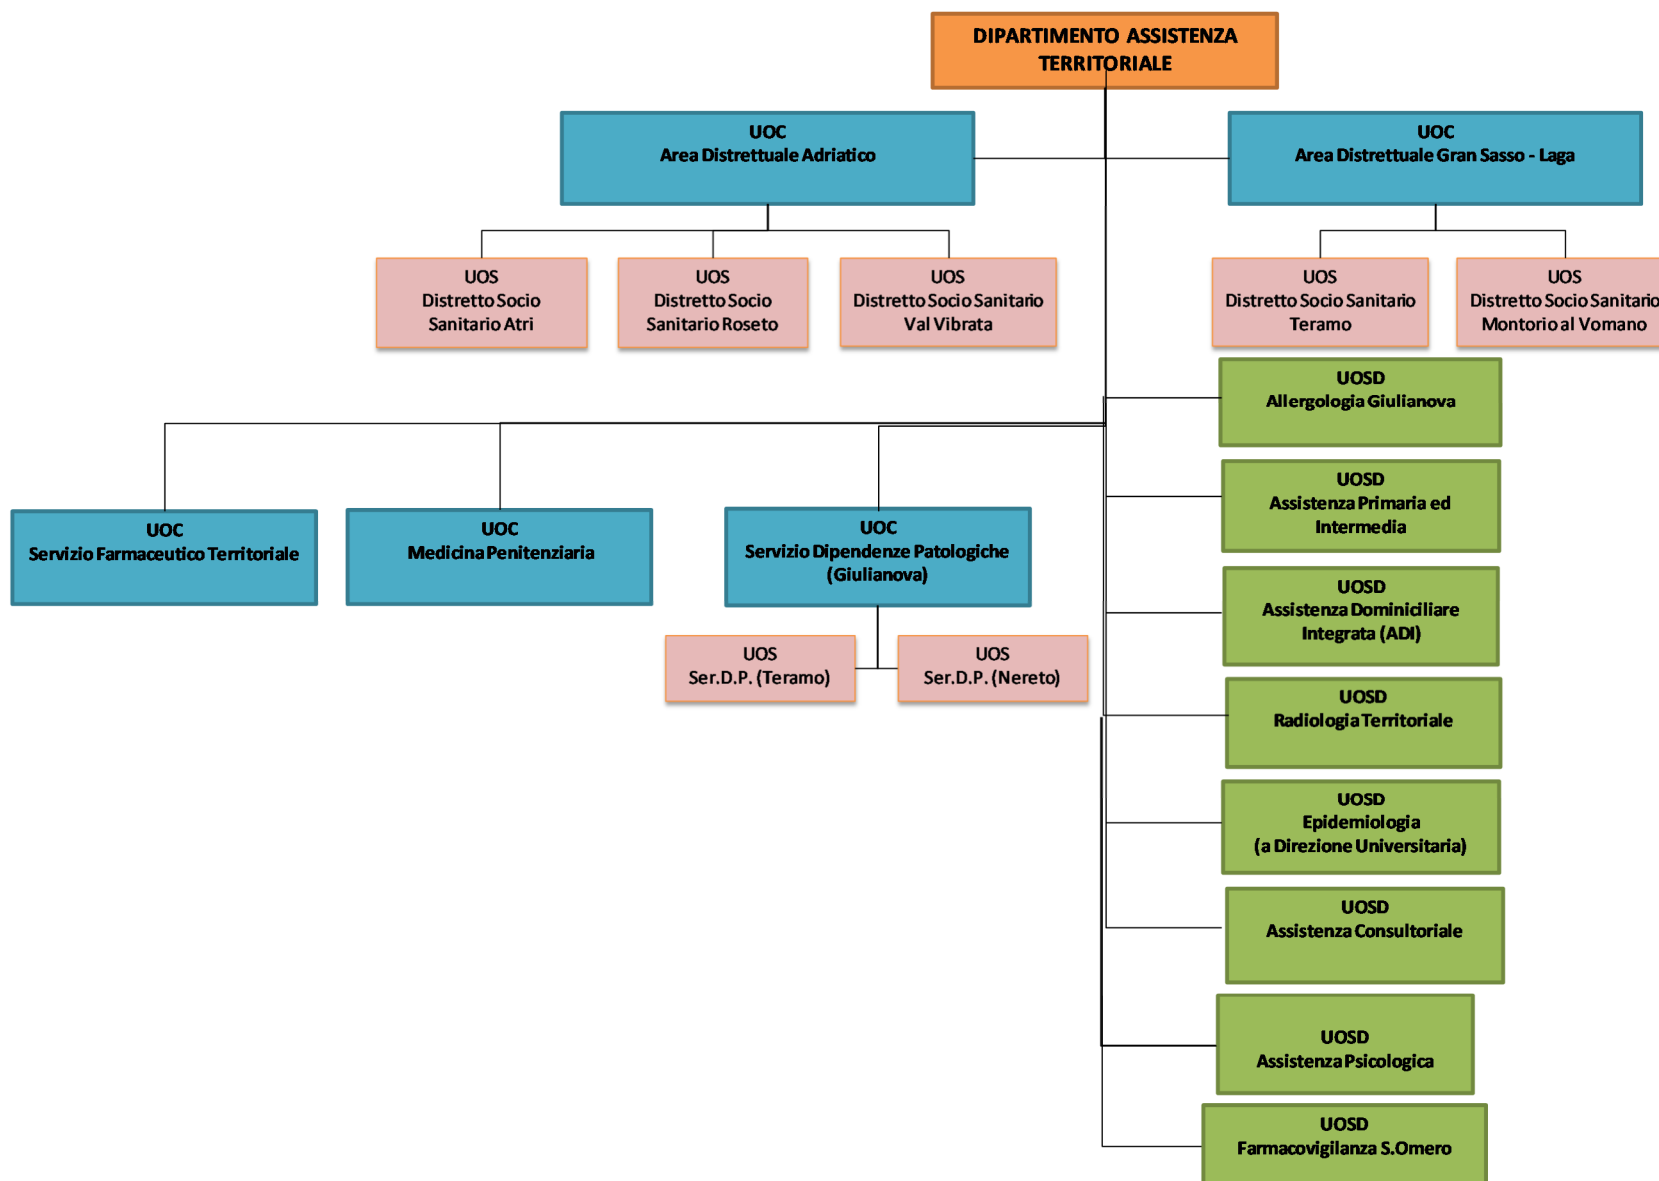 DIPARTIMENTO ASSISTENZA
TERRITORIALE
UOC
Area Distrettuale Adriatico
UOC
Area Distrettuale Gran Sasso - Laga
UOS
Distretto Socio
Sanitario Atri
UOS
Distretto Socio
Sanitario Roseto
UOS
Distretto Socio Sanitario
Val Vibrata
UOS
Distretto Socio Sanitario
Teramo
UOS
Distretto Socio Sanitario
Montorio al Vomano
UOSD
Allergologia Giulianova
UOSD
Assistenza Primaria ed
Intermedia
UOC
Servizio Farmaceutico Territoriale
UOC
Medicina Penitenziaria
UOC
Servizio Dipendenze Patologiche
(Giulianova)
UOSD
Assistenza Dominiciliare
Integrata (ADI)
UOS
Ser.D.P. (Teramo)
UOS
Ser.D.P. (Nereto)
UOSD
Radiologia Territoriale
UOSD
Epidemiologia
(a Direzione Universitaria)
UOSD
Assistenza Consultoriale
UOSD
Assistenza Psicologica
UOSD
Farmacovigilanza S.Omero